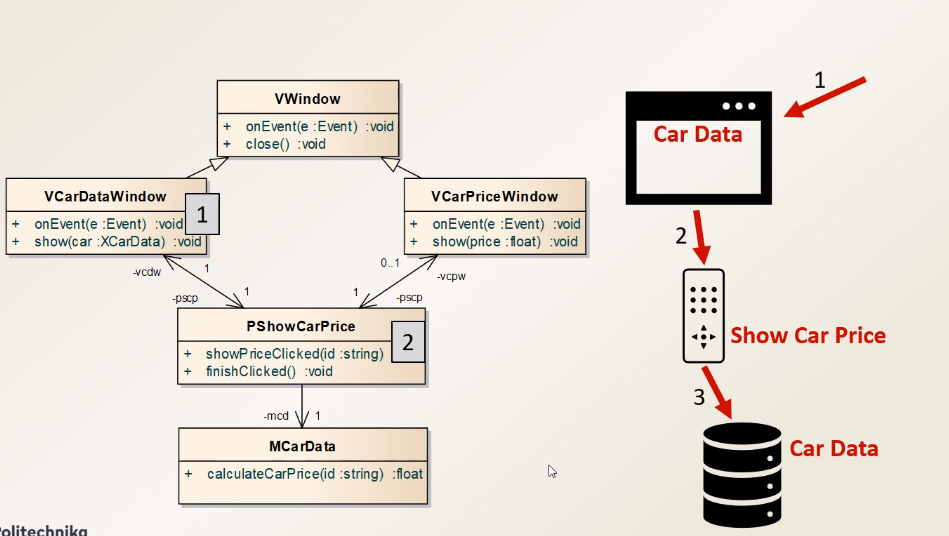 VWindow
+ onEvent(e :Event) :void
+ close() :void
VCarDataWindow
+ onEvent(e :Event) :void
+ show(car :XCarData) :void
1
VCarPriceWindow
+ onEvent(e :Event) :void
+ show(price :float) :void
-vcdw
1
0..1
-vcpw
-pscp
1
1
-pscp
PShowCarPrice
+ showPriceClicked(id :string)
+ finishClicked() :void
2
-mcd
1
MCarData
+ calculateCarPrice(id :string) :float
1
Car Data
2
Show Car Price
3
Car Data
Politechnika